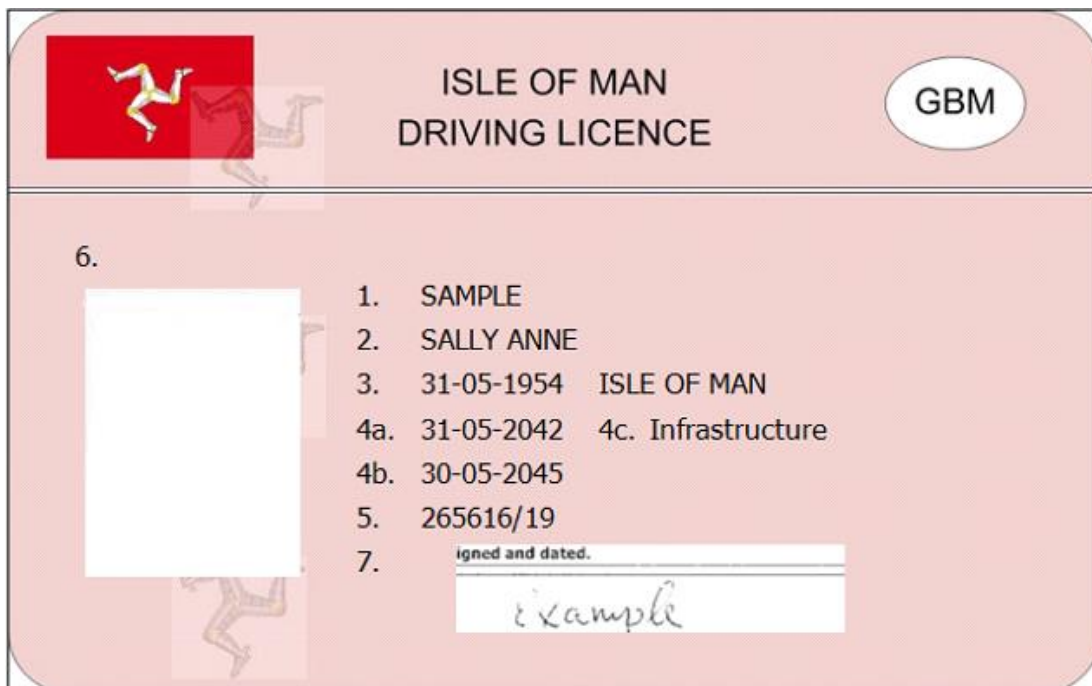 ISLE OF MAN
DRIVING LICENCE
GBM
6.
1. SAMPLE
2. SALLY ANNE
3. 31-05-1954 ISLE OF MAN
4a. 31-05-2042 4c. Infrastructure
4b. 30-05-2045
5. 265616/19
7. igned and dated.
example